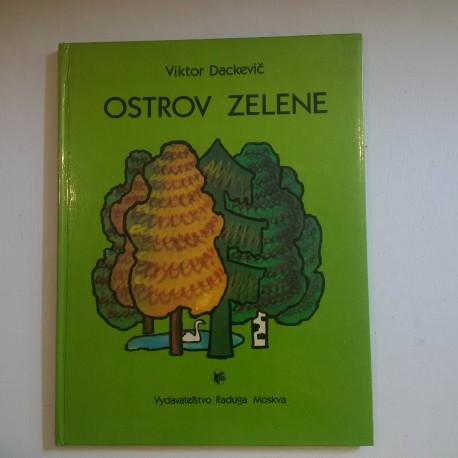 Viktor Dackevič
OSTROV ZELENE
Vydavateľstvo Raduga Moskva